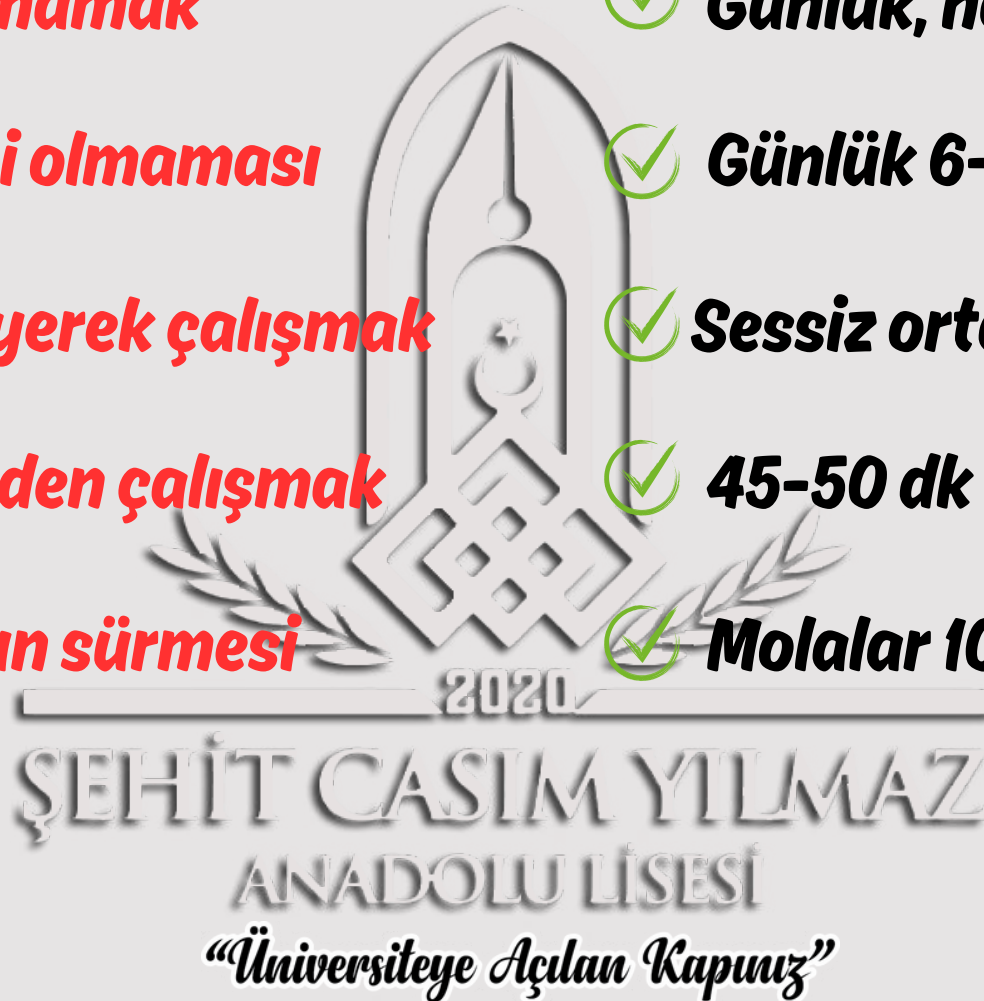 Günlük,
i olmaması
Günlük 6-
yerek çalışmak
Sessiz
den çalışmak
45-50 dk
sürmesi
Molalar 10
2020
ŞEHİT CASIM YILMAZ
ANADOLU LİSESİ
“Üniversiteye Açılan Kapınız”